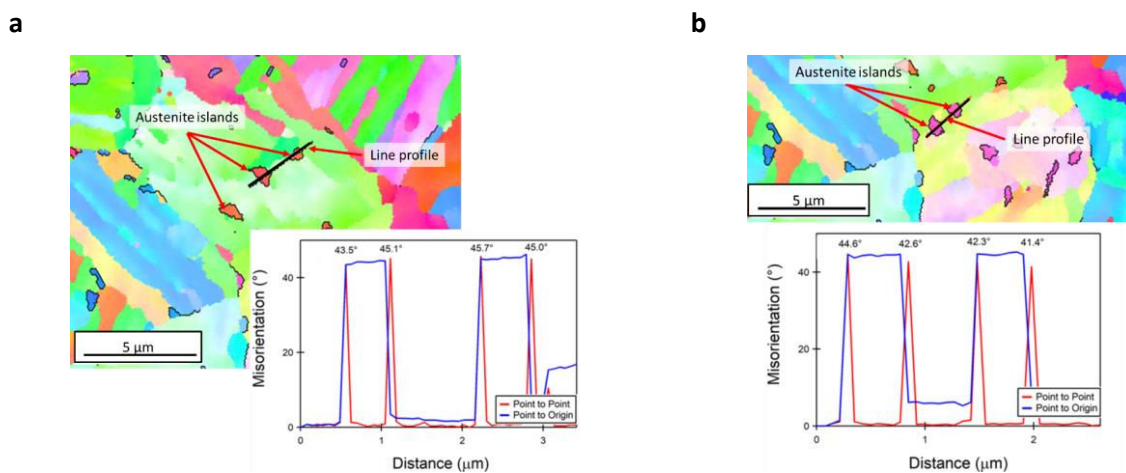 a
Austenite islands
Line profile
5 μm
43.5° 45.1° 45.7° 45.0°
40
20
0
Misorientation (°)
Point to Point
Point to Origin
0 1 2 3
Distance (μm)
b
Austenite islands
Line profile
5 μm
44.6° 42.6° 42.3° 41.4°
40
20
0
Misorientation (°)
Point to Point
Point to Origin
0 1 2
Distance (μm)